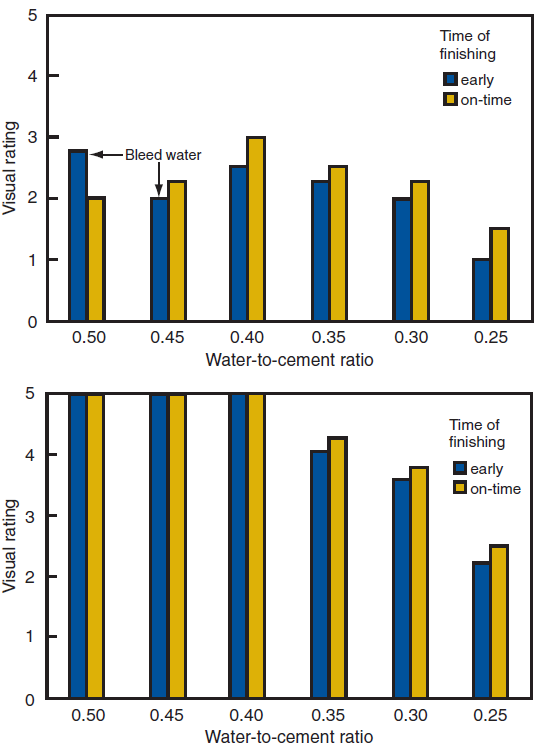 5
Time of
finishing
4
early
on-time
3
Bleed water
Visual rating
2
1
0
0.50 0.45 0.40 0.35 0.30 0.25
Water-to-cement ratio
5
Time of
finishing
4
early
on-time
3
Visual rating
2
1
0
0.50 0.45 0.40 0.35 0.30 0.25
Water-to-cement ratio